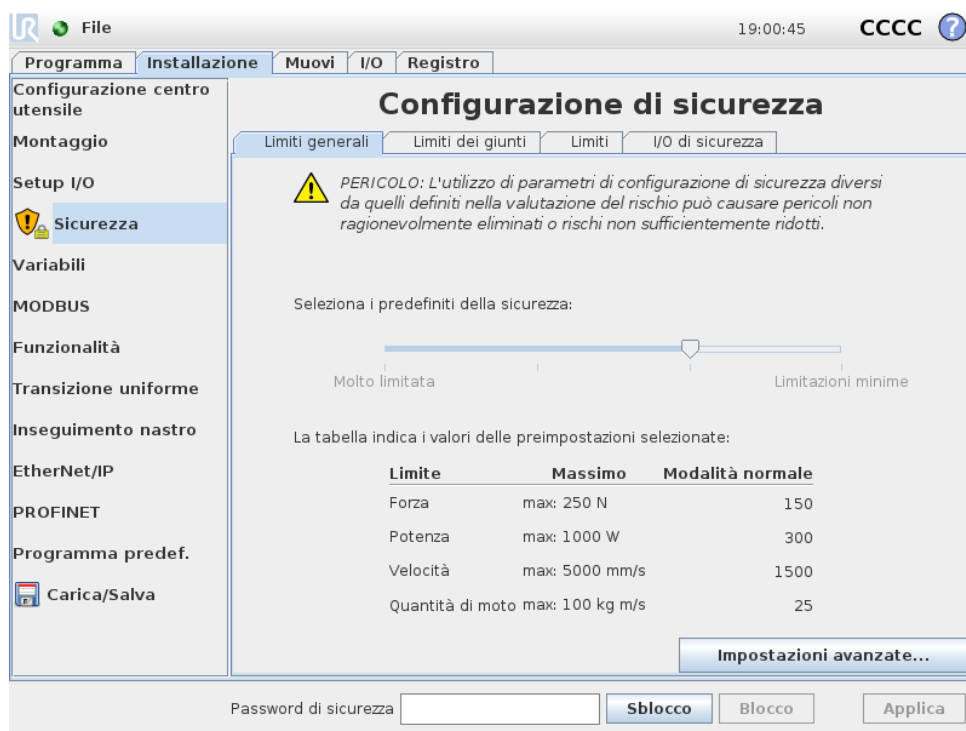 UR File 19:00:45 CCCC ?
Programma Installazione Muovi I/O Registro
Configurazione centro
utensile
Montaggio
Setup I/O
Sicurezza
Variabili
MODBUS
Funzionalità
Transizione uniforme
Inseguimento nastro
EtherNet/IP
PROFINET
Programma predef.
Carica/Salva
Configurazione di sicurezza
Limiti generali Limiti dei giunti Limiti I/O di sicurezza
PERICOLO: L'utilizzo di parametri di configurazione di sicurezza diversi
da quelli definiti nella valutazione del rischio può causare pericoli non
ragionevolmente eliminati o rischi non sufficientemente ridotti.
Seleziona i predefiniti della sicurezza:
Molto limitata Limitazioni minime
La tabella indica i valori delle preimpostazioni selezionate:
Limite Massimo Modalità normale
Forza max: 250 N 150
Potenza max: 1000 W 300
Velocità max: 5000 mm/s 1500
Quantità di moto max: 100 kg m/s 25
Impostazioni avanzate...
Password di sicurezza Sblocco Blocco Applica